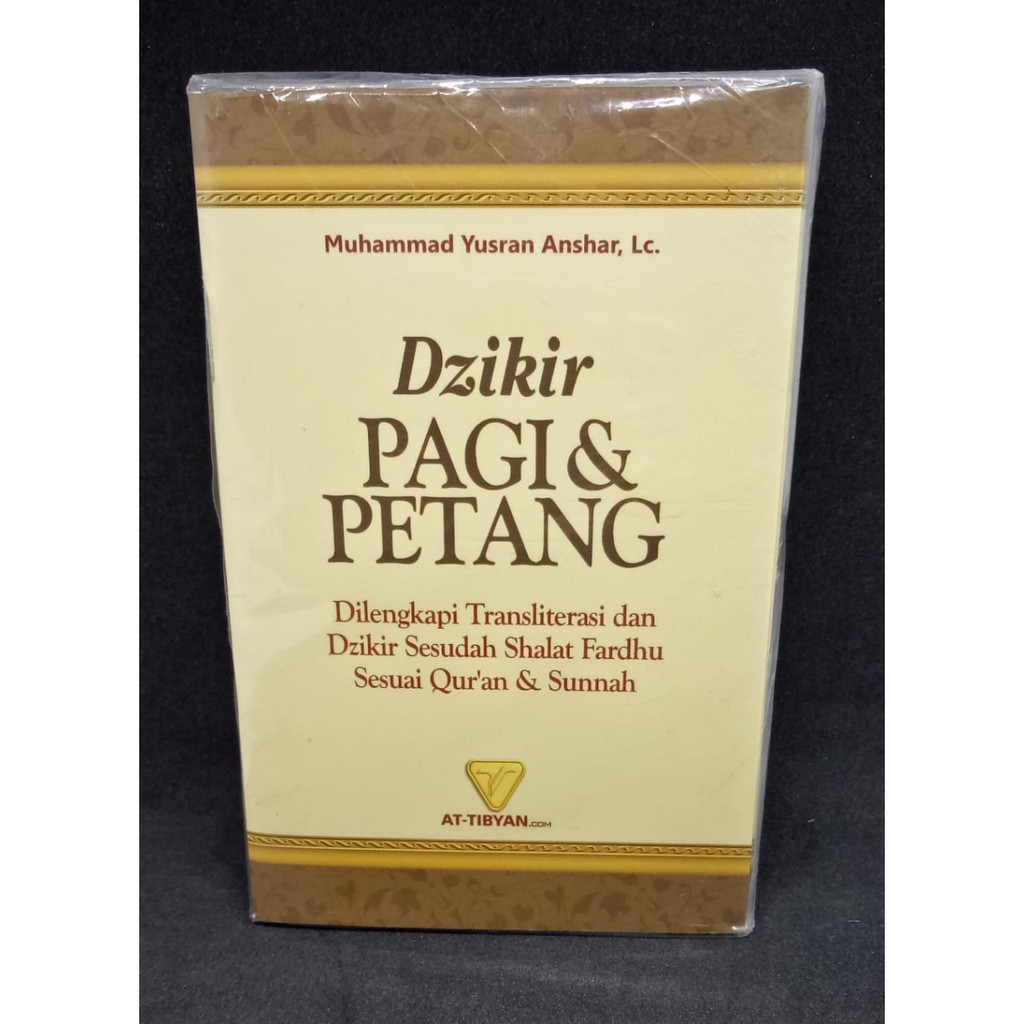 Muhammad Yusran Anshar, Lc.
Dzikir
PAGI &
PETANG
Dilengkapi Transliterasi dan
Dzikir Sesudah Shalat Fardhu
Sesuai Qur'an & Sunnah
AT-TIBYAN.COM